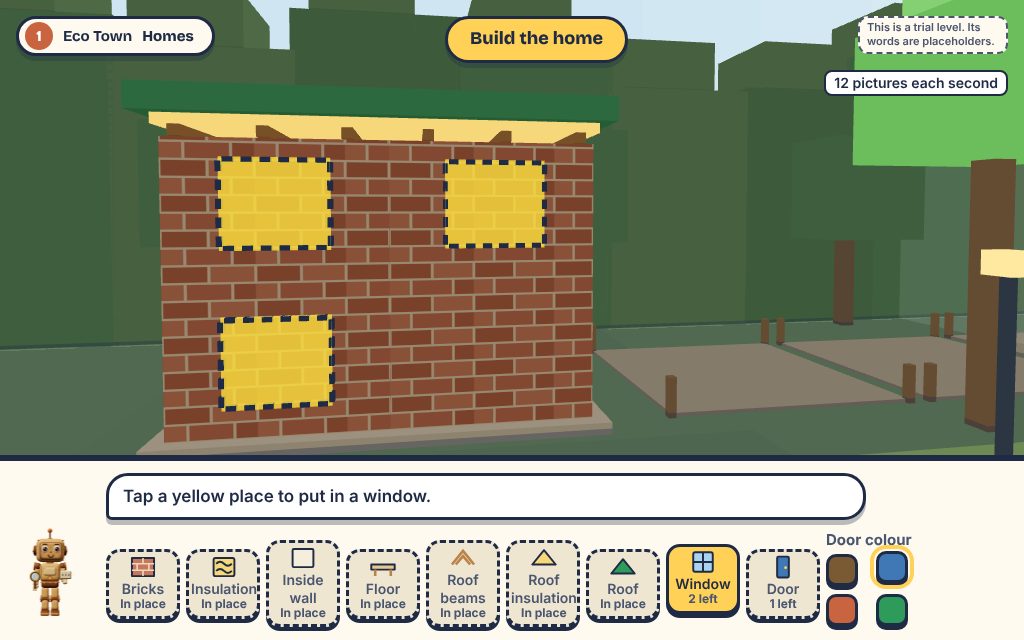 1 Eco Town Homes
Build the home
This is a trial level. Its
words are placeholders.
12 pictures each second
Tap a yellow place to put in a window.
Door colour
Bricks
In place
Insulation
In place
Inside
wall
In place
Floor
In place
Roof
beams
In place
Roof
insulation
In place
Roof
In place
Window
2 left
Door
1 left